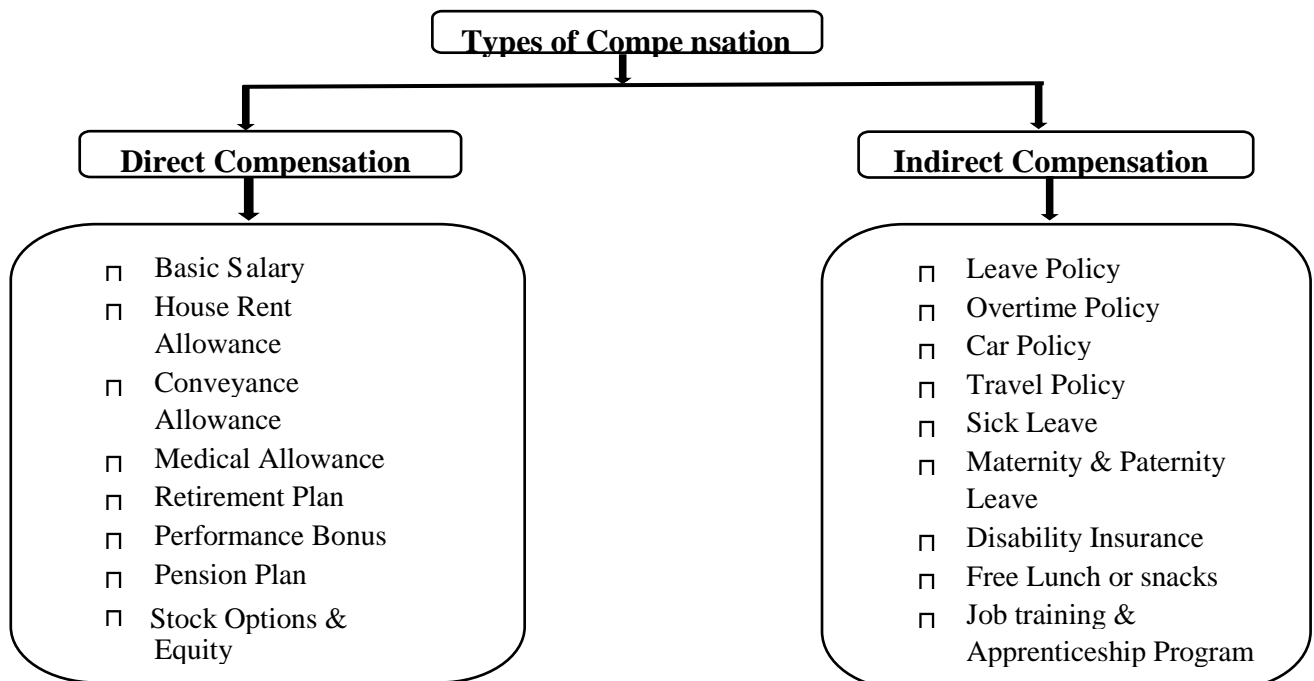 Types of Compe nsation
Direct Compensation
Basic Salary
House Rent
Allowance
Conveyance
Allowance
Medical Allowance
Retirement Plan
Performance Bonus
Pension Plan
Stock Options &
Equity
Indirect Compensation
Leave Policy
Overtime Policy
Car Policy
Travel Policy
Sick Leave
Maternity & Paternity
Leave
Disability Insurance
Free Lunch or snacks
Job training &
Apprenticeship Program